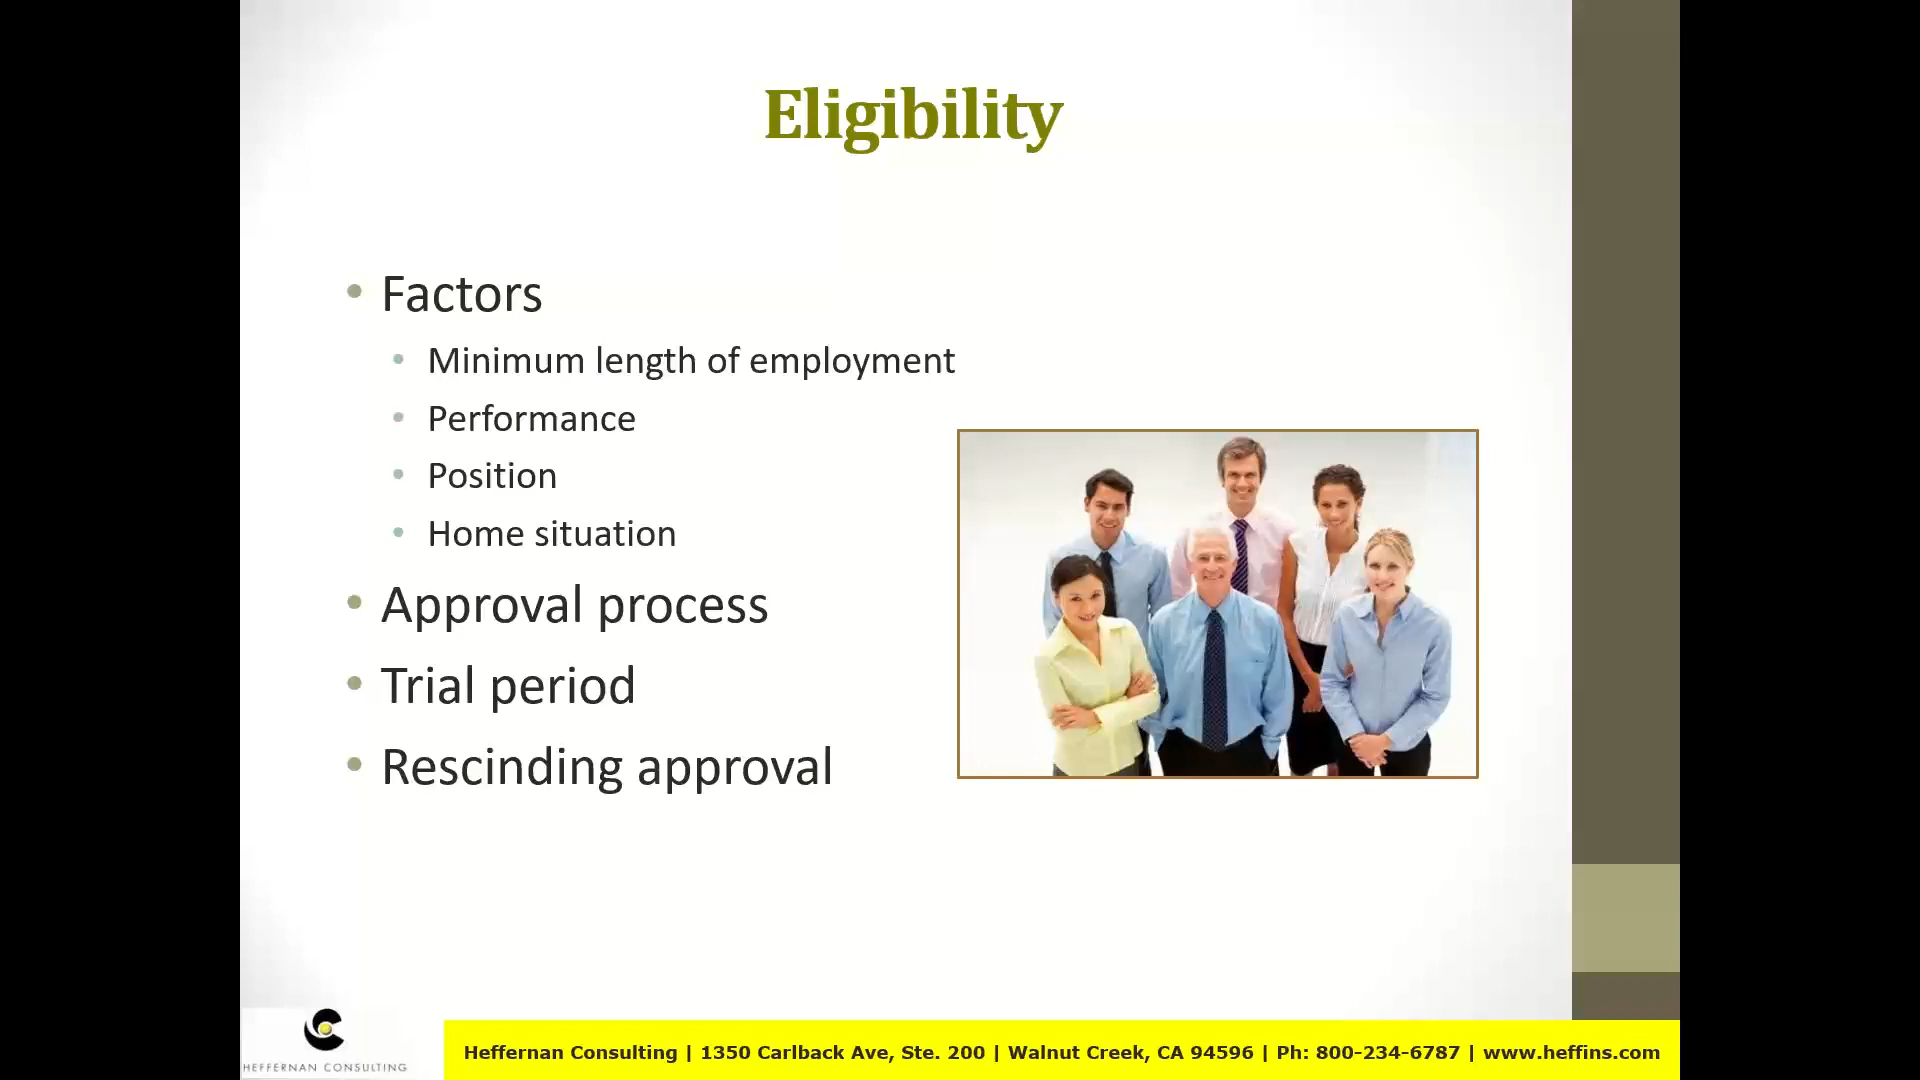 Eligibility
• Factors
• Minimum length of employment
• Performance
• Position
• Home situation
• Approval process
• Trial period
• Rescinding approval
HEFFERNAN CONSULTING
Heffernan Consulting | 1350 Carlback Ave, Ste. 200 | Walnut Creek, CA 94596 | Ph: 800-234-6787 | www.heffins.com